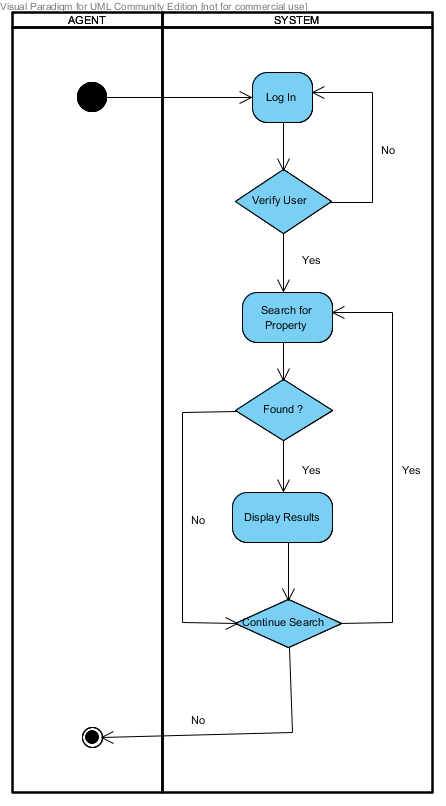 Visual Paradigm for UML Community Edition [not for commercial use]
AGENT
SYSTEM
Log In
No
Verify User
Yes
Search for
Property
Found ?
Yes
Yes
No
Display Results
Continue Search
No